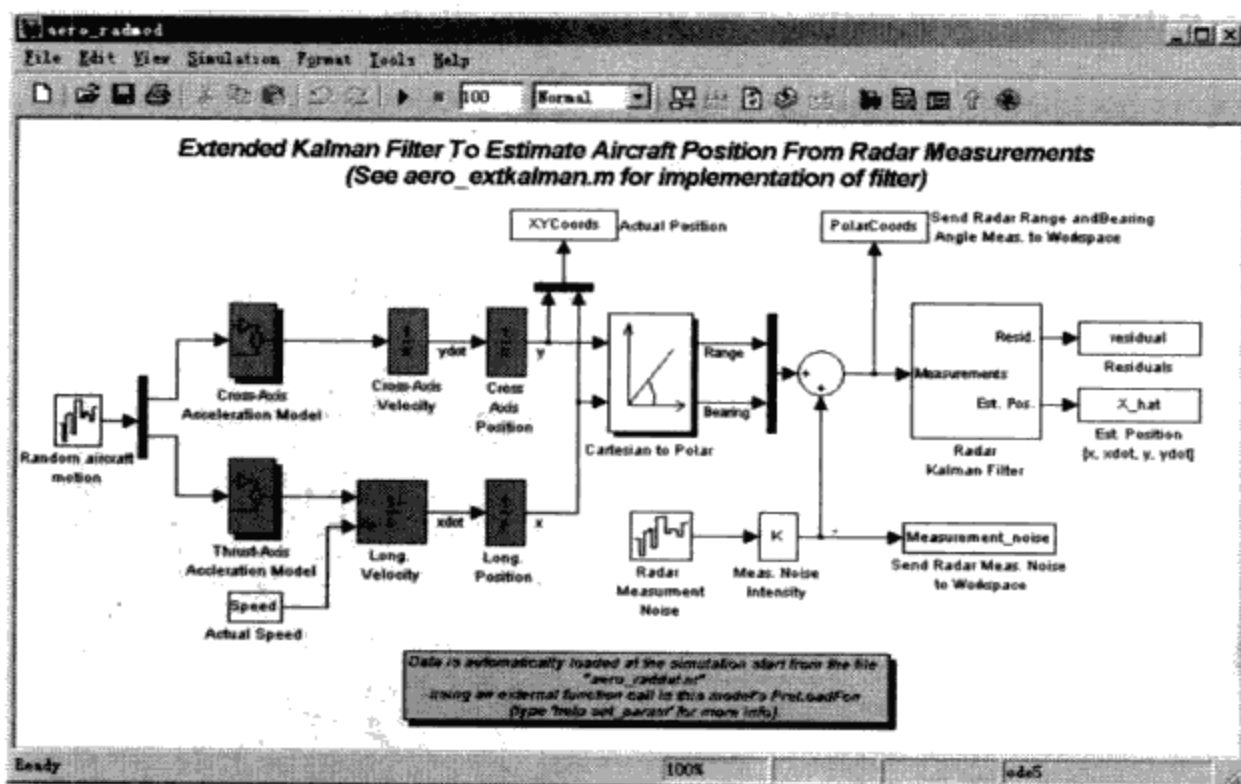 aero_radmod
File Edit View Simulation Format Tools Help
100 Normal
Extended Kalman Filter To Estimate Aircraft Position From Radar Measurements
(See aero_extkalman.m for implementation of filter)
XYCoords
Actual Position
PolarCoords
Send Radar Range andBearing
Angle Meas. to Workspace
Cross-Axis
Acceleration Model
ydot
Cross-Axis
Velocity
y
Cross
Axis
Position
Range
Bearing
Cartesian to Polar
+
+
Measurements
Resid.
Est. Pos.
Radar
Kalman Filter
residual
Residuals
X_hat
Est. Position
[x, xdot, y, ydot]
Random aircraft
motion
Thrust-Axis
Accleration Model
xdot
Long.
Velocity
x
Long.
Position
Speed
Actual Speed
Radar
Measurment
Noise
K
Meas. Noise
Intensity
Measurement_noise
Send Radar Meas. Noise
to Workspace
Data is automatically loaded at the simulation start from the file
"aero_raddat.m"
using an external function call in this model's PreLoadFcn
(type 'help set_param' for more info)
Ready 100% ode5